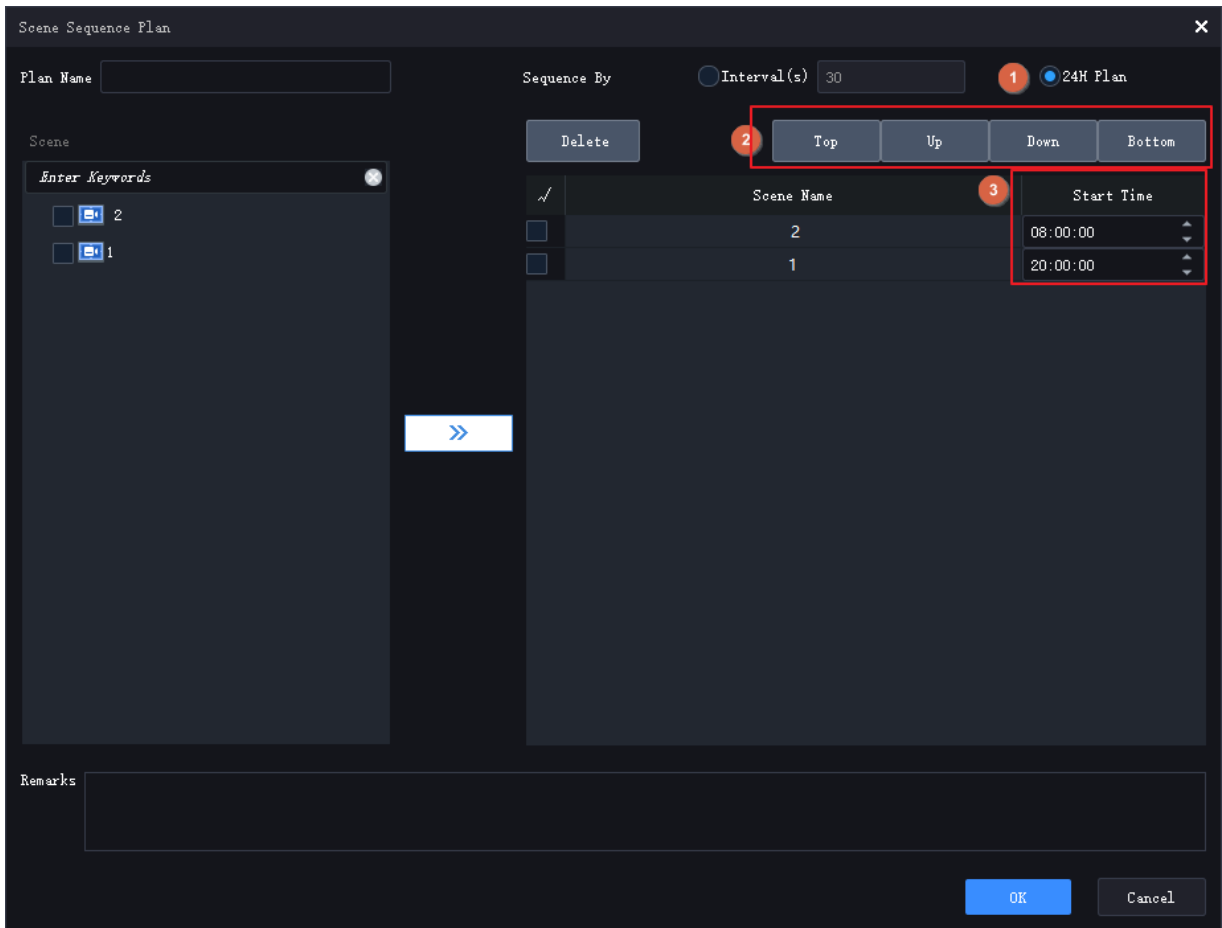 Scene Sequence Plan
Plan Name
Sequence By Interval(s) 30 1 24H Plan
Scene
Delete 2 Top Up Down Bottom
Enter Keywords
2
1
√ Scene Name 3 Start Time
2 08:00:00
1 20:00:00
Remarks
OK Cancel